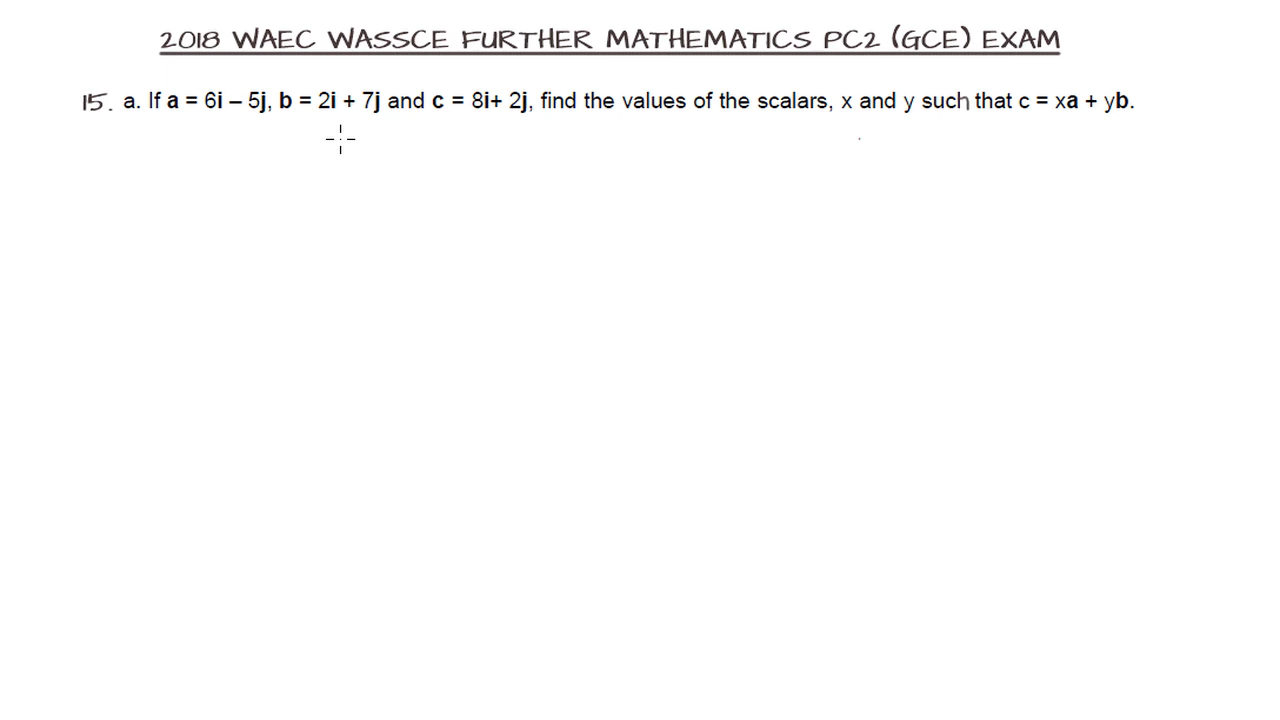 2018 WAEC WASSCE FURTHER MATHEMATICS PC2 (GCE) EXAM
15. a. If a = 6i – 5j, b = 2i + 7j and c = 8i+ 2j, find the values of the scalars, x and y such that c = xa + yb.